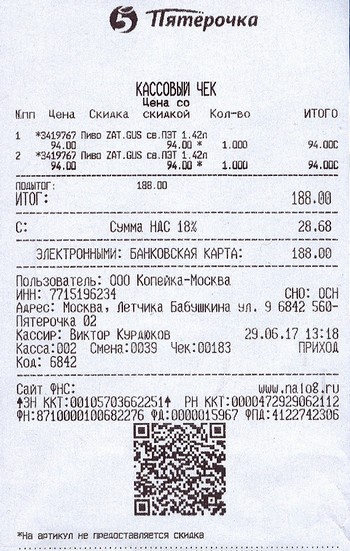 5 Пятёрочка
КАССОВЫЙ ЧЕК
Цена со
N.пп Цена Скидка скидкой Кол-во ИТОГО
1 *3419767 Пиво ZAT.GUS св.ПЭТ 1.42л
94.00 94.00 * 1.000 94.00С
2 *3419767 Пиво ZAT.GUS св.ПЭТ 1.42л
94.00 94.00 * 1.000 94.00С
ПОДЫТОГ: 188.00
ИТОГ: 188.00
С: Сумма НДС 18% 28.68
ЭЛЕКТРОННЫМИ: БАНКОВСКАЯ КАРТА: 188.00
Пользователь: ООО Копейка-Москва
ИНН: 7715196234 СНО: ОСН
Адрес: Москва, Летчика Бабушкина ул. 9 6842 560-
Пятерочка 02
Кассир: Виктор Курдюков 29.06.17 13:18
Касса:002 Смена:0039 Чек:00183 ПРИХОД
Код: 6842
Сайт ФНС: www.nalog.ru
↑ЗН ККТ:00105703662251↑ РН ККТ:0000472929062112
ФН:8710000100682276 ФД:0000015967 ФПД:4122742306
*На артикул не предоставляется скидка